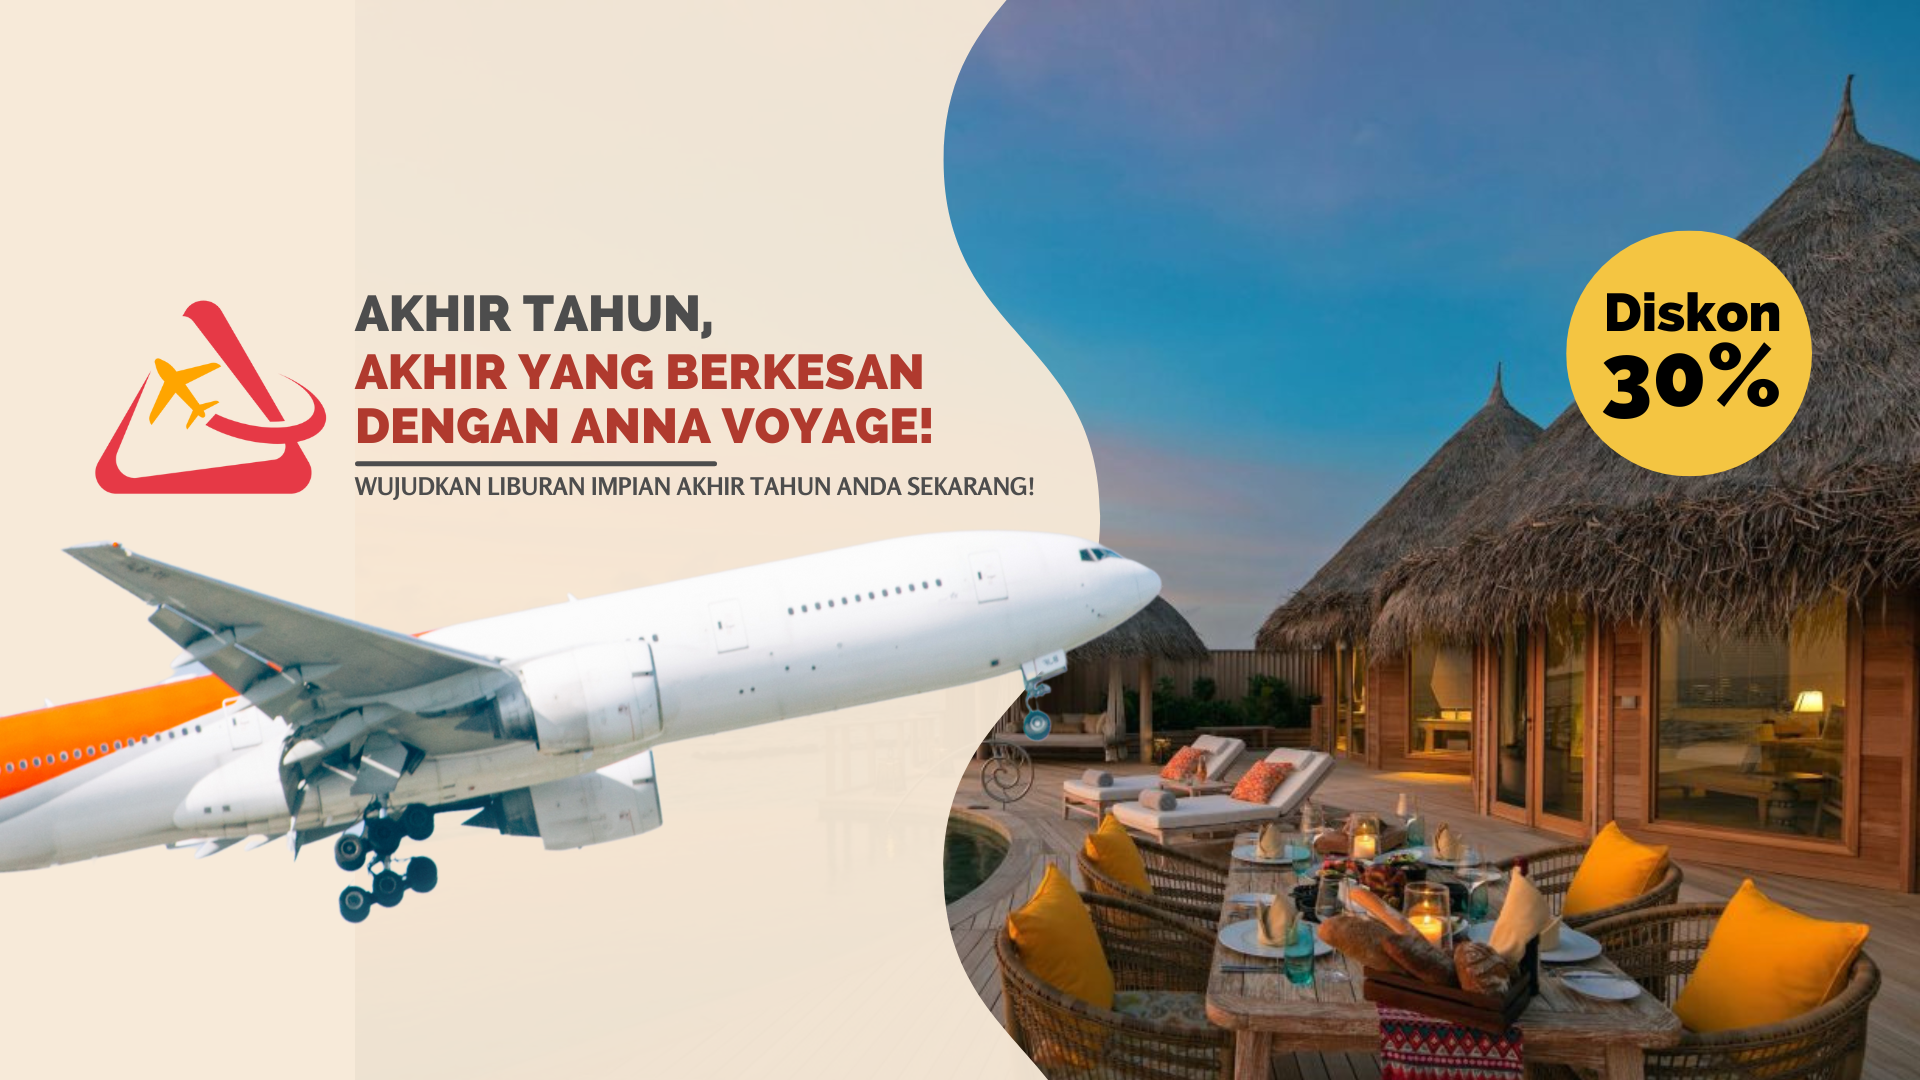 AKHIR TAHUN,
AKHIR YANG BERKESAN
DENGAN ANNA VOYAGE!
WUJUDKAN LIBURAN IMPIAN AKHIR TAHUN ANDA SEKARANG!
Diskon
30%